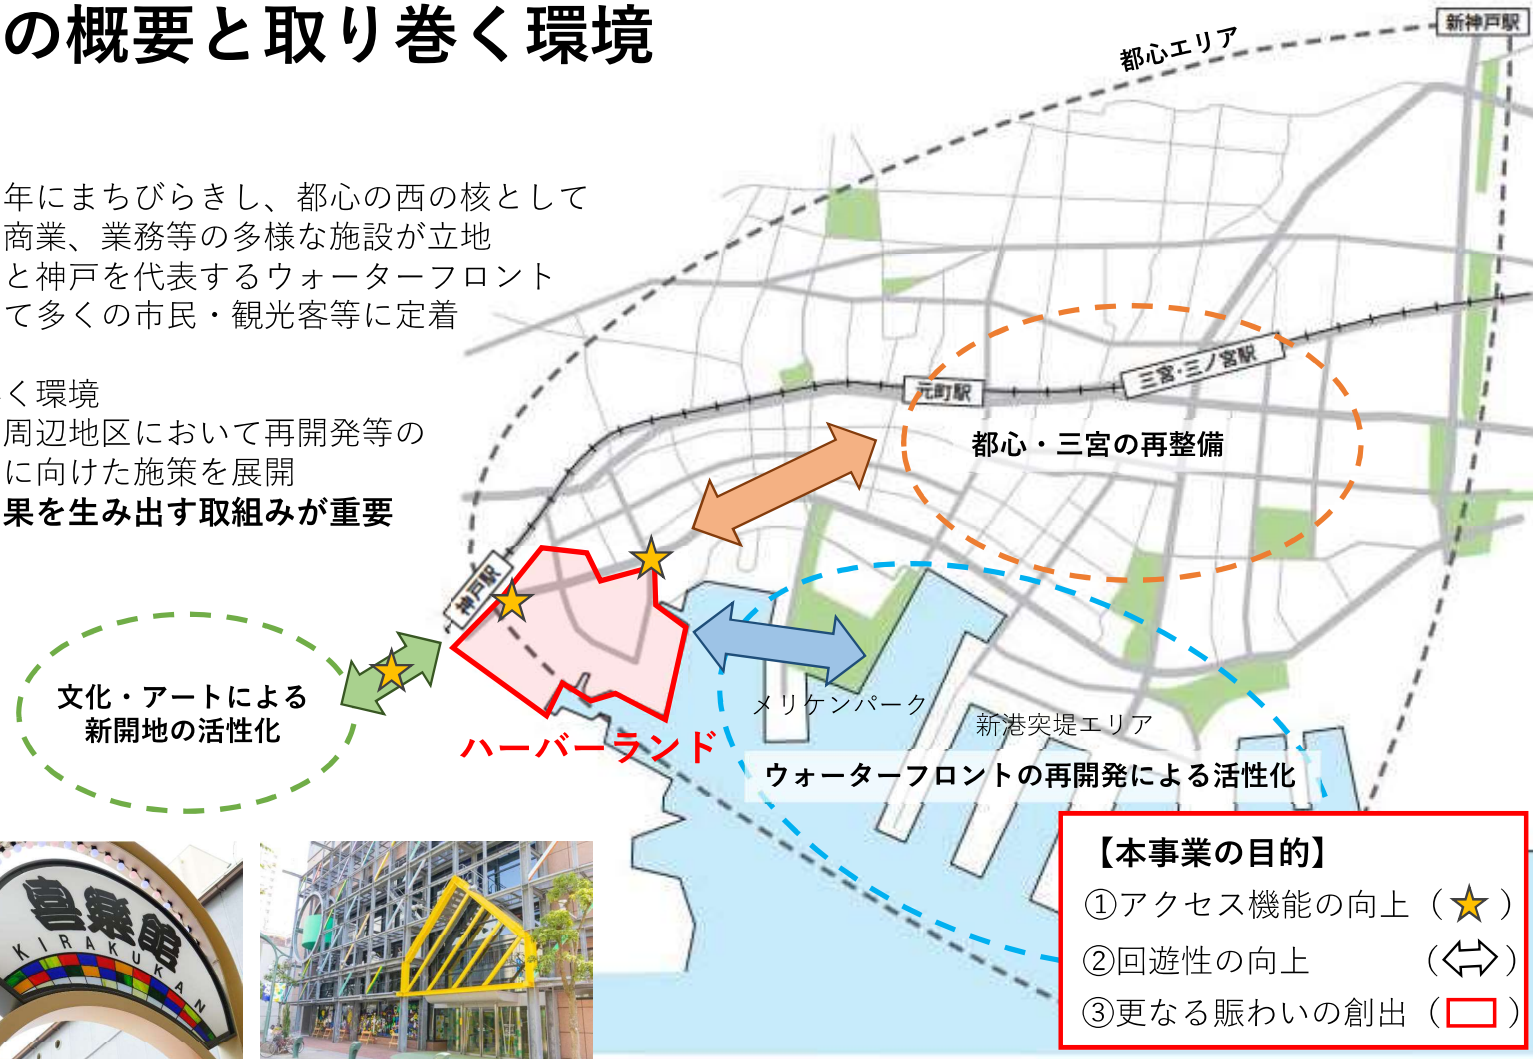 の概要と取り巻く環境
年にまちびらきし、都心の西の核として
商業、業務等の多様な施設が立地
と神戸を代表するウォーターフロント
て多くの市民・観光客等に定着
く環境
周辺地区において再開発等の
に向けた施策を展開
果を生み出す取組みが重要
都心エリア
新神戸駅
三宮・三ノ宮駅
元町駅
都心・三宮の再整備
神戸駅
文化・アートによる
新開地の活性化
ハーバーランド
メリケンパーク
新港突堤エリア
ウォーターフロントの再開発による活性化
喜楽館
KIRAKUKAN
【本事業の目的】
①アクセス機能の向上（ ）
②回遊性の向上 （ ）
③更なる賑わいの創出（ ）